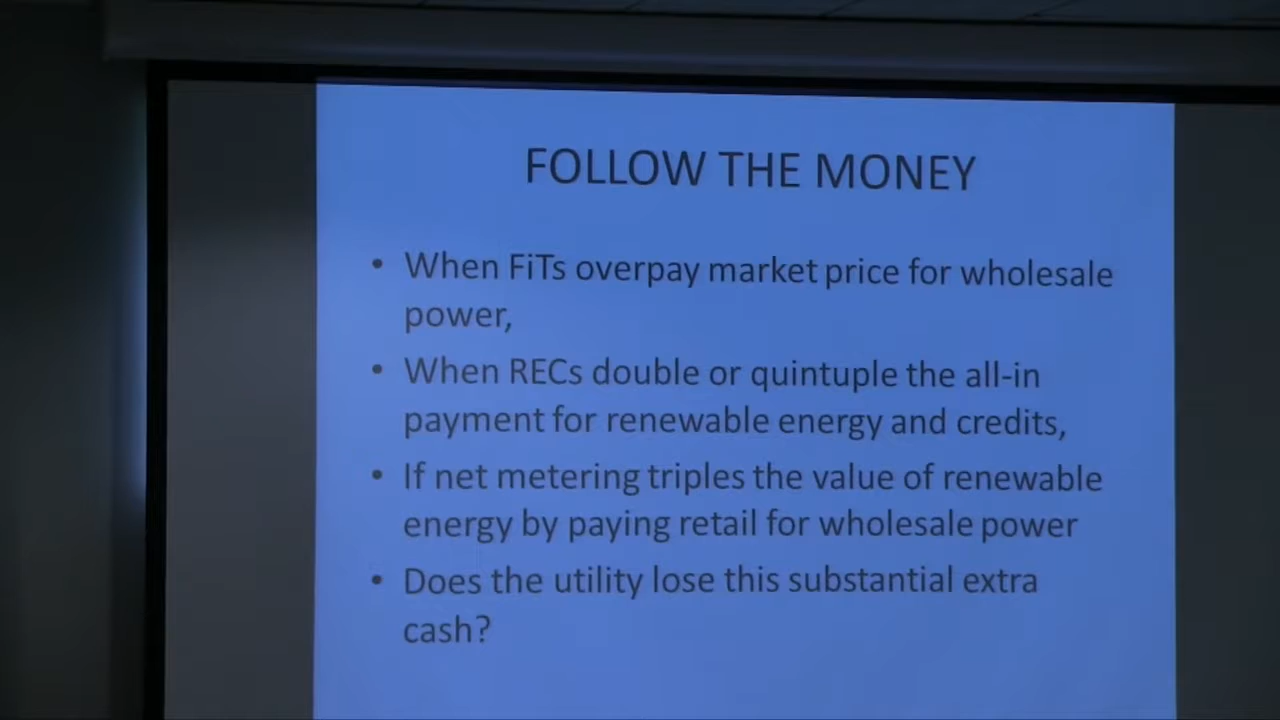 FOLLOW THE MONEY
• When FiTs overpay market price for wholesale
power,
• When RECs double or quintuple the all-in
payment for renewable energy and credits,
• If net metering triples the value of renewable
energy by paying retail for wholesale power
• Does the utility lose this substantial extra
cash?